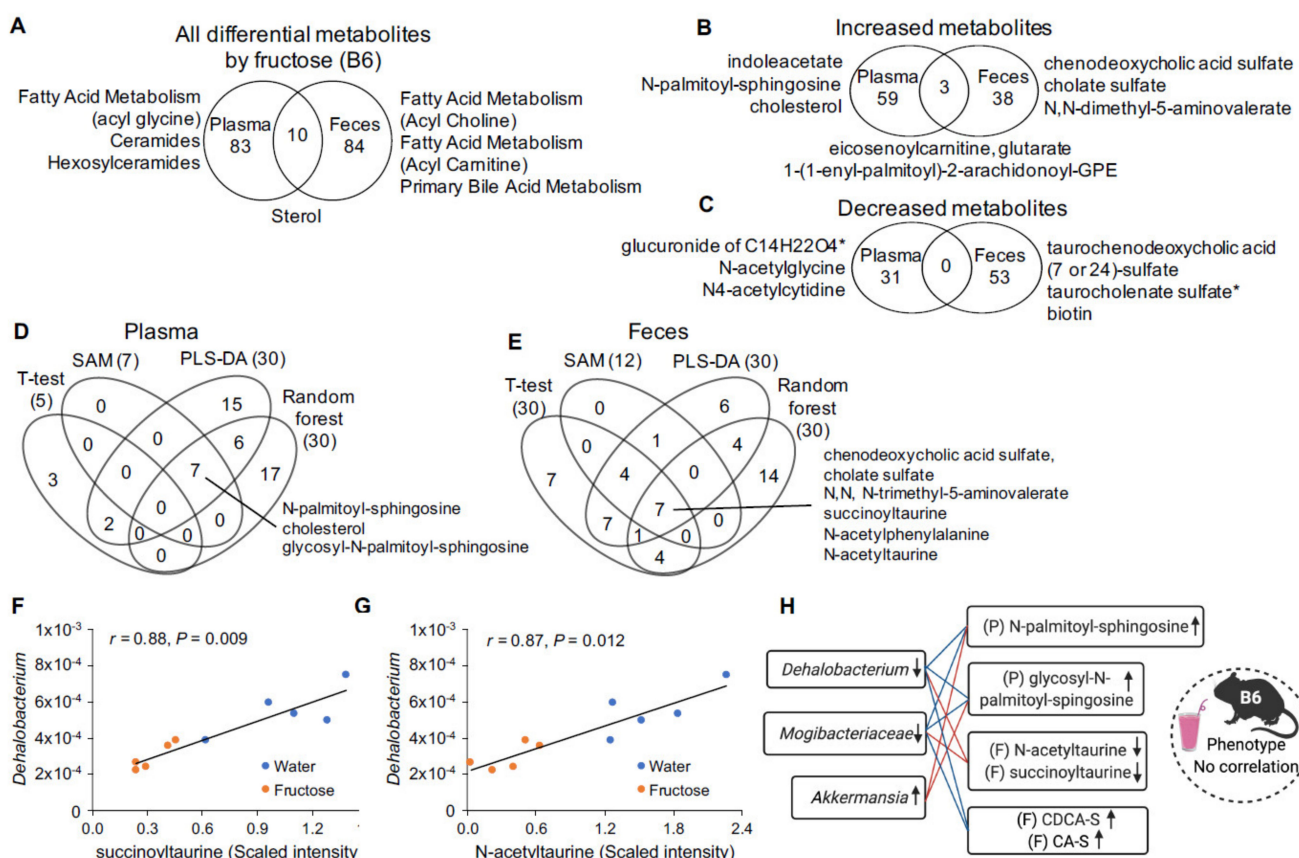 A
All differential metabolites
by fructose (B6)
Fatty Acid Metabolism
(acyl glycine)
Ceramides
Hexosylceramides
Plasma
83
10
Feces
84
Fatty Acid Metabolism
(Acyl Choline)
Fatty Acid Metabolism
(Acyl Carnitine)
Primary Bile Acid Metabolism
Sterol
B
Increased metabolites
indoleacetate
N-palmitoyl-sphingosine
cholesterol
Plasma
59
3
Feces
38
chenodeoxycholic acid sulfate
cholate sulfate
N,N-dimethyl-5-aminovalerate
eicosenoylcarnitine, glutarate
1-(1-enyl-palmitoyl)-2-arachidonoyl-GPE
C
Decreased metabolites
glucuronide of C14H22O4*
N-acetylglycine
N4-acetylcytidine
Plasma
31
0
Feces
53
taurochenodeoxycholic acid
(7 or 24)-sulfate
taurocholenate sulfate*
biotin
D
Plasma
SAM (7)
PLS-DA (30)
T-test
(5)
Random
forest
(30)
0
15
0
0
6
3
0
7
17
0
2
0
0
0
0
N-palmitoyl-sphingosine
cholesterol
glycosyl-N-palmitoyl-sphingosine
E
Feces
SAM (12)
PLS-DA (30)
T-test
(30)
Random
forest
(30)
0
6
0
1
4
7
4
0
14
7
7
1
0
0
4
chenodeoxycholic acid sulfate,
cholate sulfate
N,N, N-trimethyl-5-aminovalerate
succinoyltaurine
N-acetylphenylalanine
N-acetyltaurine
F
r = 0.88, P = 0.009
Dehalobacterium
1x10-3
8x10-4
6x10-4
4x10-4
2x10-4
0
Water
Fructose
0.0 0.3 0.6 0.9 1.2
succinoyltaurine (Scaled intensity
G
r = 0.87, P = 0.012
Dehalobacterium
1x10-3
8x10-4
6x10-4
4x10-4
2x10-4
0
Water
Fructose
0.0 0.6 1.2 1.8 2.4
N-acetyltaurine (Scaled intensity)
H
Dehalobacterium ↓
Mogibacteriaceae ↓
Akkermansia ↑
(P) N-palmitoyl-sphingosine ↑
(P) glycosyl-N-
palmitoyl-spingosine ↑
(F) N-acetyltaurine ↓
(F) succinoyltaurine ↓
(F) CDCA-S ↑
(F) CA-S ↑
B6
Phenotype
No correlation